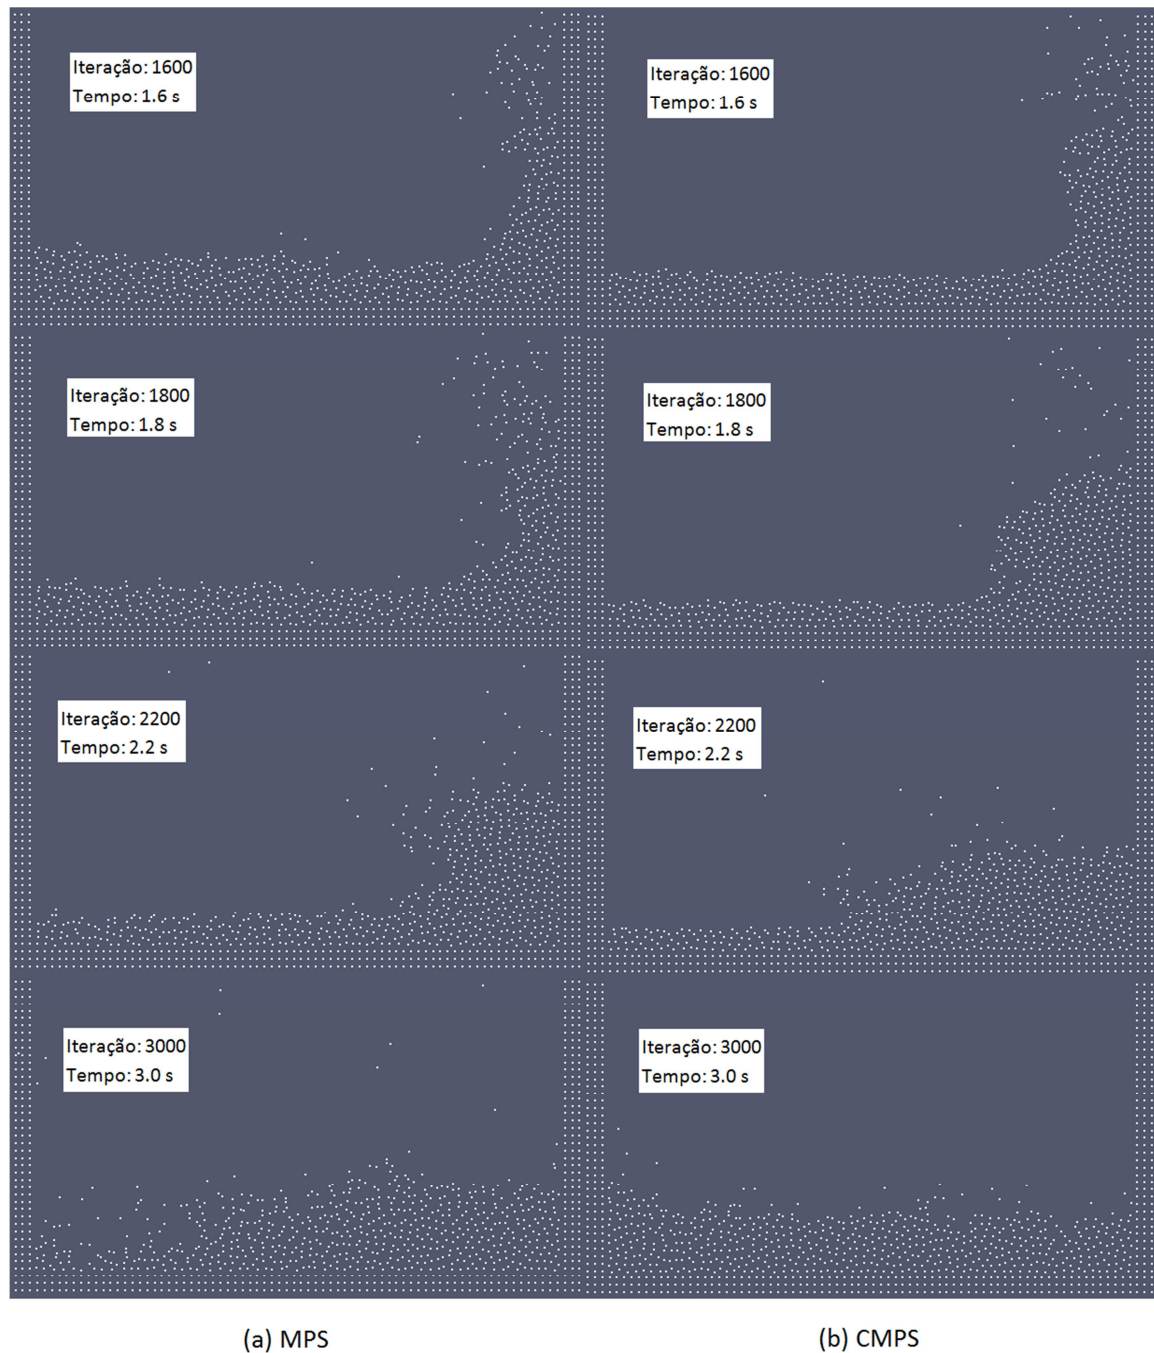 Iteração: 1600
Tempo: 1.6 s
Iteração: 1600
Tempo: 1.6 s
Iteração: 1800
Tempo: 1.8 s
Iteração: 1800
Tempo: 1.8 s
Iteração: 2200
Tempo: 2.2 s
Iteração: 2200
Tempo: 2.2 s
Iteração: 3000
Tempo: 3.0 s
Iteração: 3000
Tempo: 3.0 s
(a) MPS
(b) CMPS